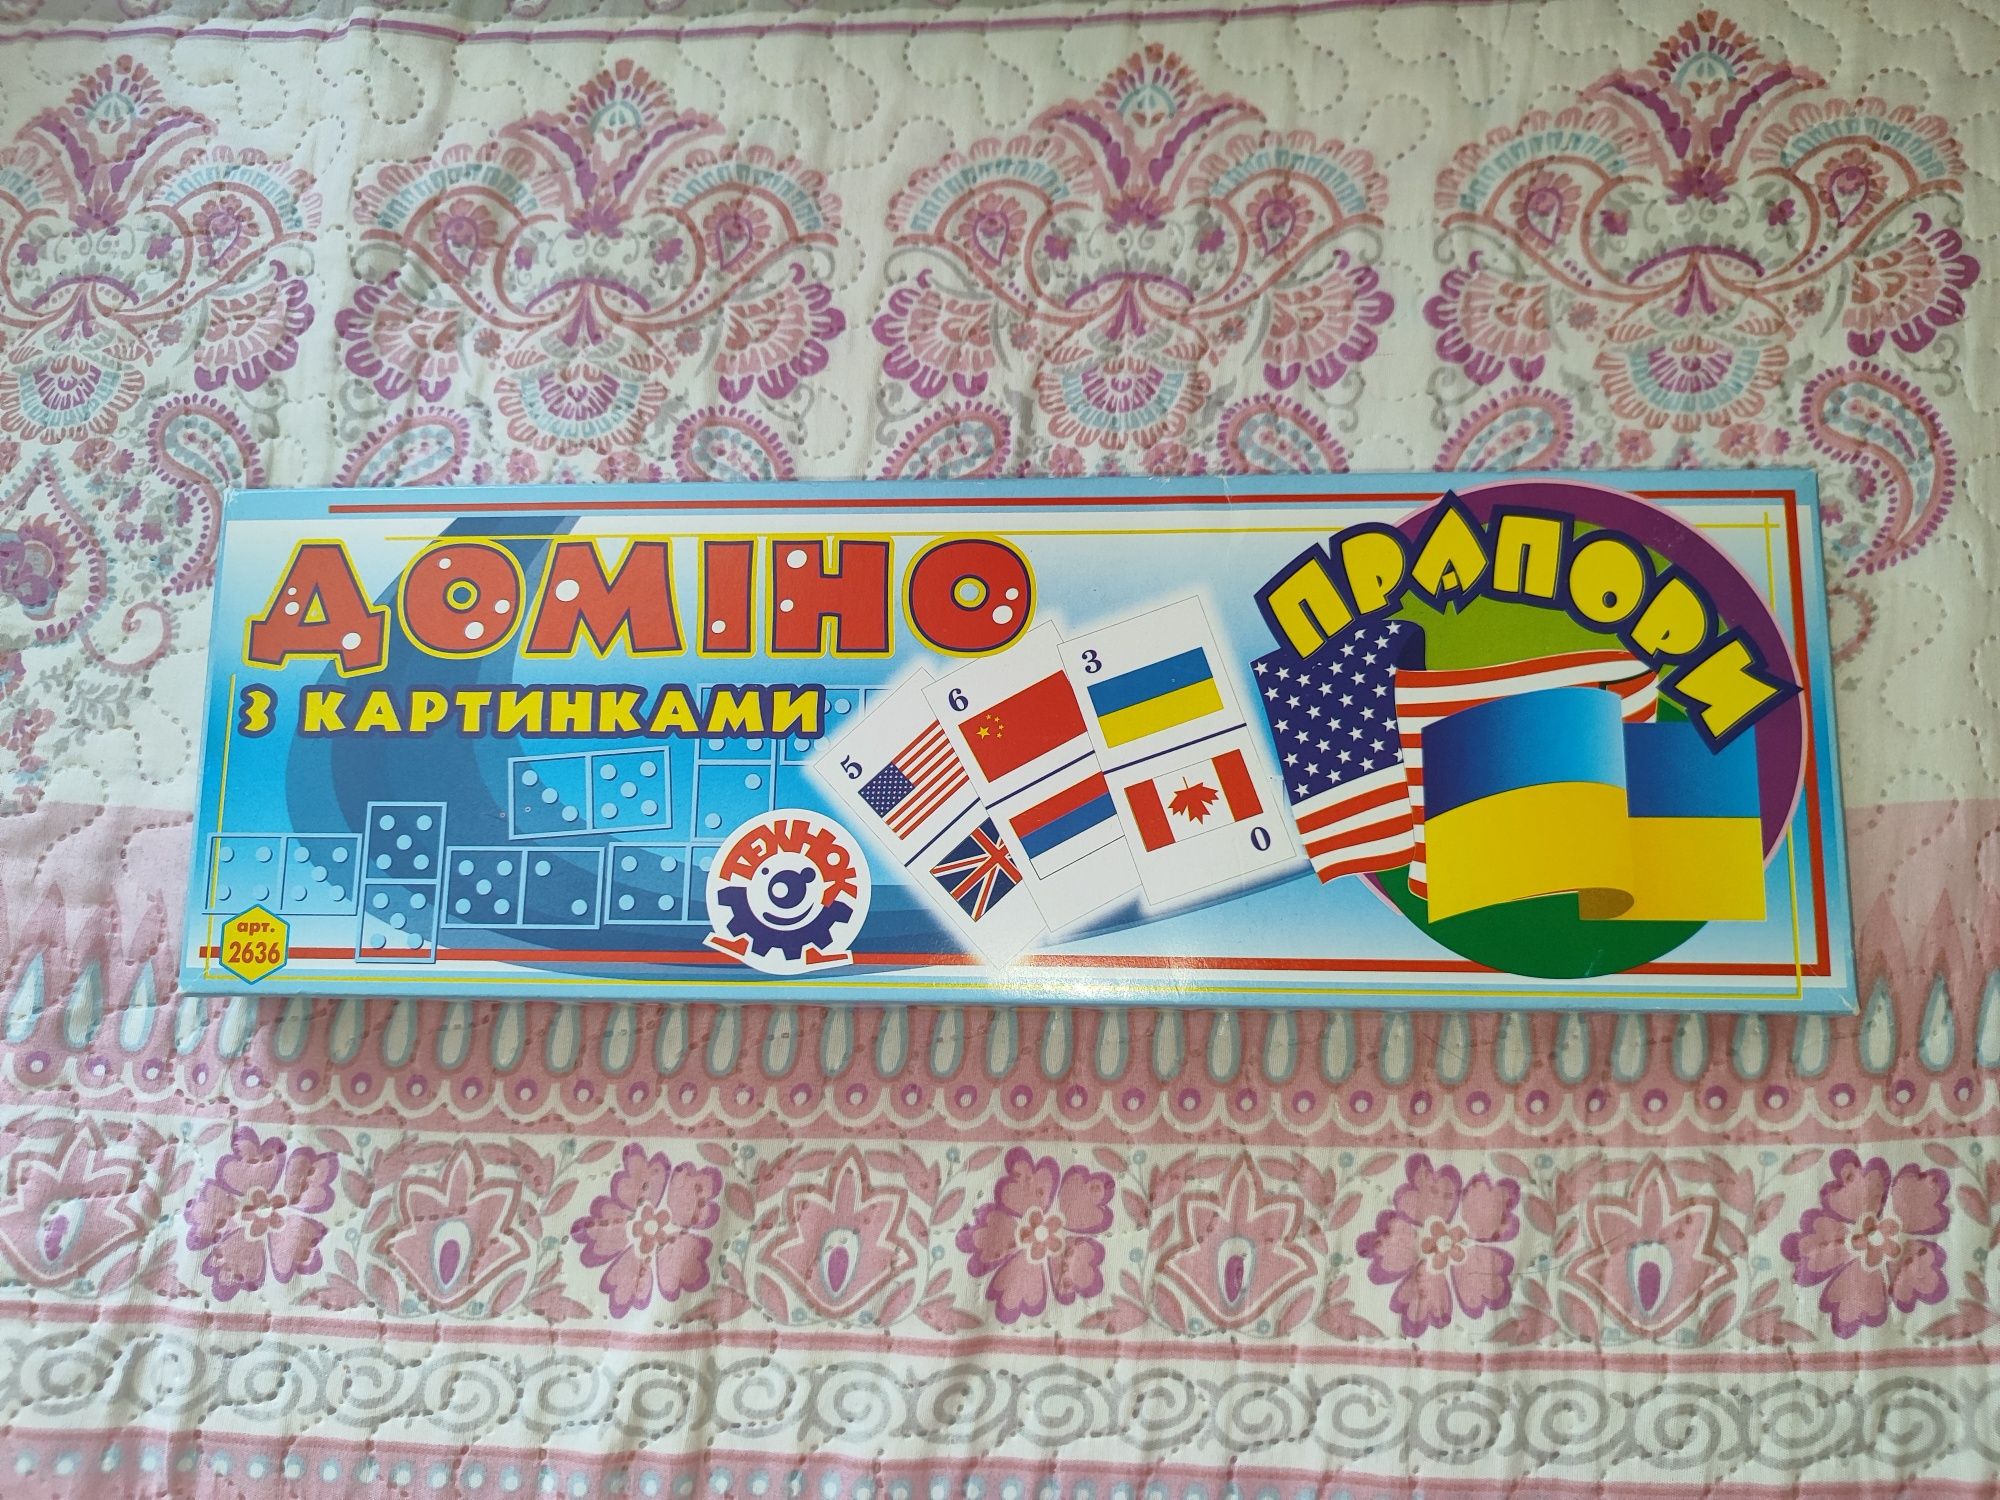 ДОМІНО
З КАРТИНКАМИ
ПРАПОРИ
5
6
3
0
ТЕХНОК
арт.
2636